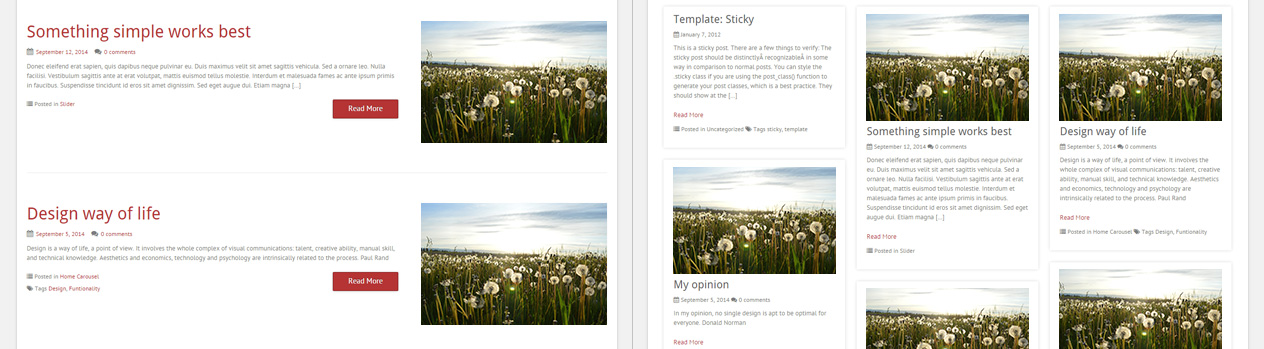 Something simple works best
September 12, 2014 0 comments
Donec eleifend erat sapien, quis dapibus neque pulvinar eu. Duis maximus velit sit amet sagittis vehicula. Sed a ornare leo. Nulla
facilisi. Vestibulum sagittis ante at erat volutpat, mattis euismod tellus molestie. Interdum et malesuada fames ac ante ipsum primis
in faucibus. Suspendisse tincidunt id eros sit amet dignissim. Sed eget augue dui. Etiam magna [...]
Posted in Slider
Read More
Design way of life
September 5, 2014 0 comments
Design is a way of life, a point of view. It involves the whole complex of visual communications: talent, creative ability, manual skill,
and technical knowledge. Aesthetics and economics, technology and psychology are intrinsically related to the process. Paul Rand
Posted in Home Carousel
Tags Design, Funtionality
Read More
Template: Sticky
January 7, 2012
This is a sticky post. There are a few things to verify: The
sticky post should be distinctlyÂ recognizableÂ in some
way in comparison to normal posts. You can style the
.sticky class if you are using the post_class() function to
generate your post classes, which is a best practice. They
should show at the [...]
Read More
Posted in Uncategorized Tags sticky, template
My opinion
September 5, 2014 0 comments
In my opinion, no single design is apt to be optimal for
everyone. Donald Norman
Read More
Something simple works best
September 12, 2014 0 comments
Donec eleifend erat sapien, quis dapibus neque pulvinar
eu. Duis maximus velit sit amet sagittis vehicula. Sed a
ornare leo. Nulla facilisi. Vestibulum sagittis ante at erat
volutpat, mattis euismod tellus molestie. Interdum et
malesuada fames ac ante ipsum primis in faucibus.
Suspendisse tincidunt id eros sit amet dignissim. Sed eget
augue dui. Etiam magna [...]
Read More
Posted in Slider
Design way of life
September 5, 2014 0 comments
Design is a way of life, a point of view. It involves the
whole complex of visual communications: talent, creative
ability, manual skill, and technical knowledge. Aesthetics
and economics, technology and psychology are
intrinsically related to the process. Paul Rand
Read More
Posted in Home Carousel Tags Design, Funtionality